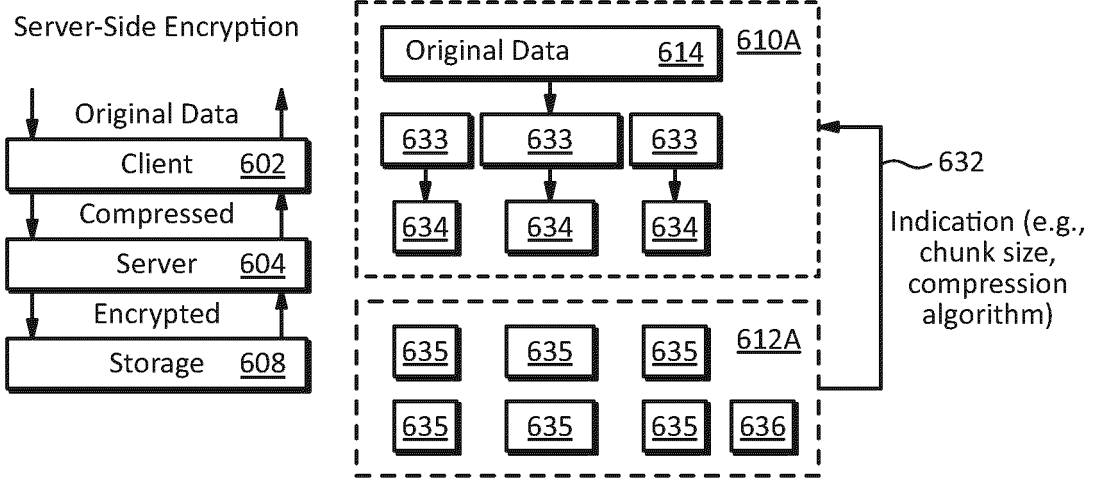 Server-Side Encryption
Original Data
Client 602
Compressed
Server 604
Encrypted
Storage 608
Original Data 614
610A
633 633 633
634 634 634
612A
635 635 635
635 635 635 636
632
Indication (e.g.,
chunk size,
compression
algorithm)